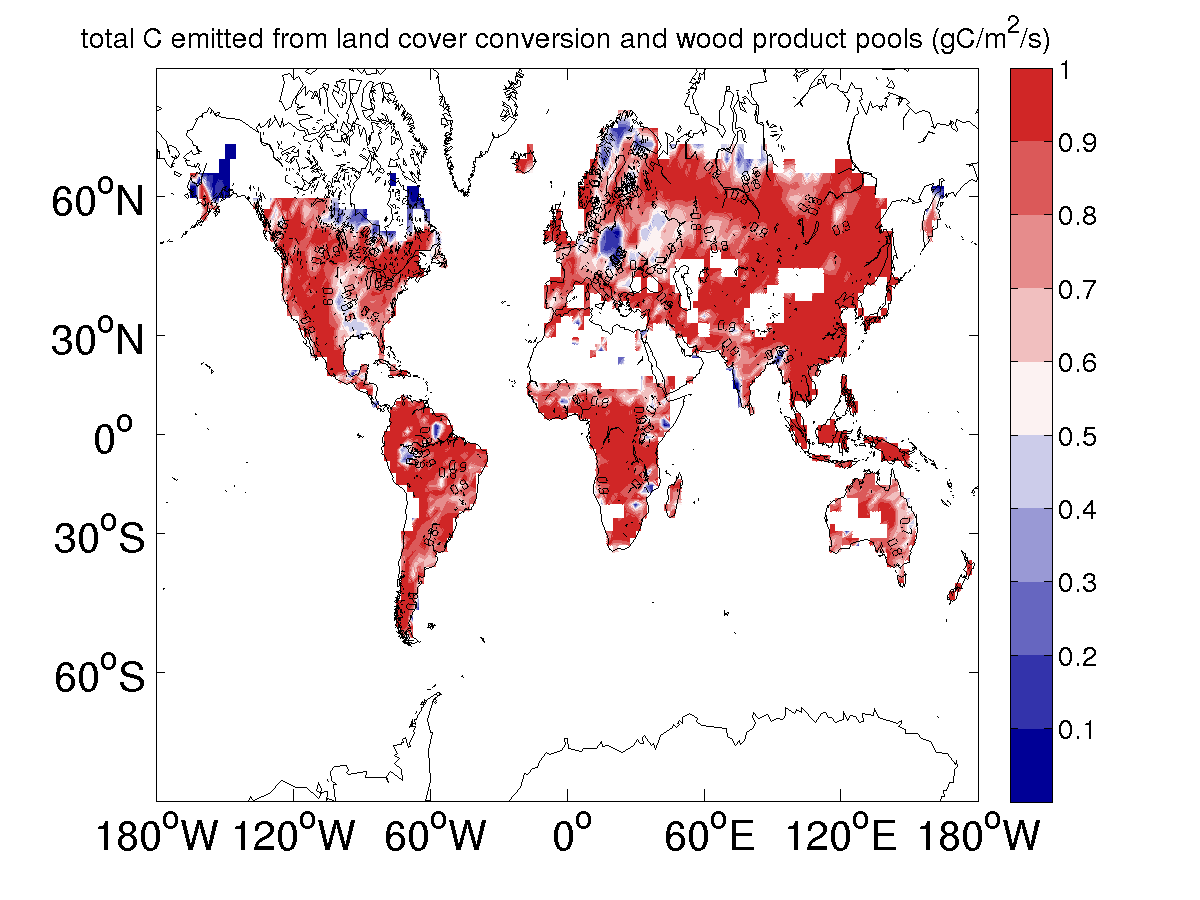 total C emitted from land cover conversion and wood product pools (gC/m²/s)
1
0.9
0.8
0.7
0.6
0.5
0.4
0.3
0.2
0.1
60°N
30°N
0°
30°S
60°S
180°W 120°W 60°W 0° 60°E 120°E 180°W